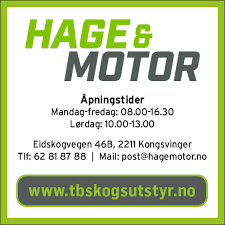 HAGE &
MOTOR
Åpningstider
Mandag-fredag: 08.00-16.30
Lørdag: 10.00-13.00
Eidskogvegen 46B, 2211 Kongsvinger
Tlf: 62 81 87 88 | Mail: post@hagemotor.no
www.tbskogsutstyr.no